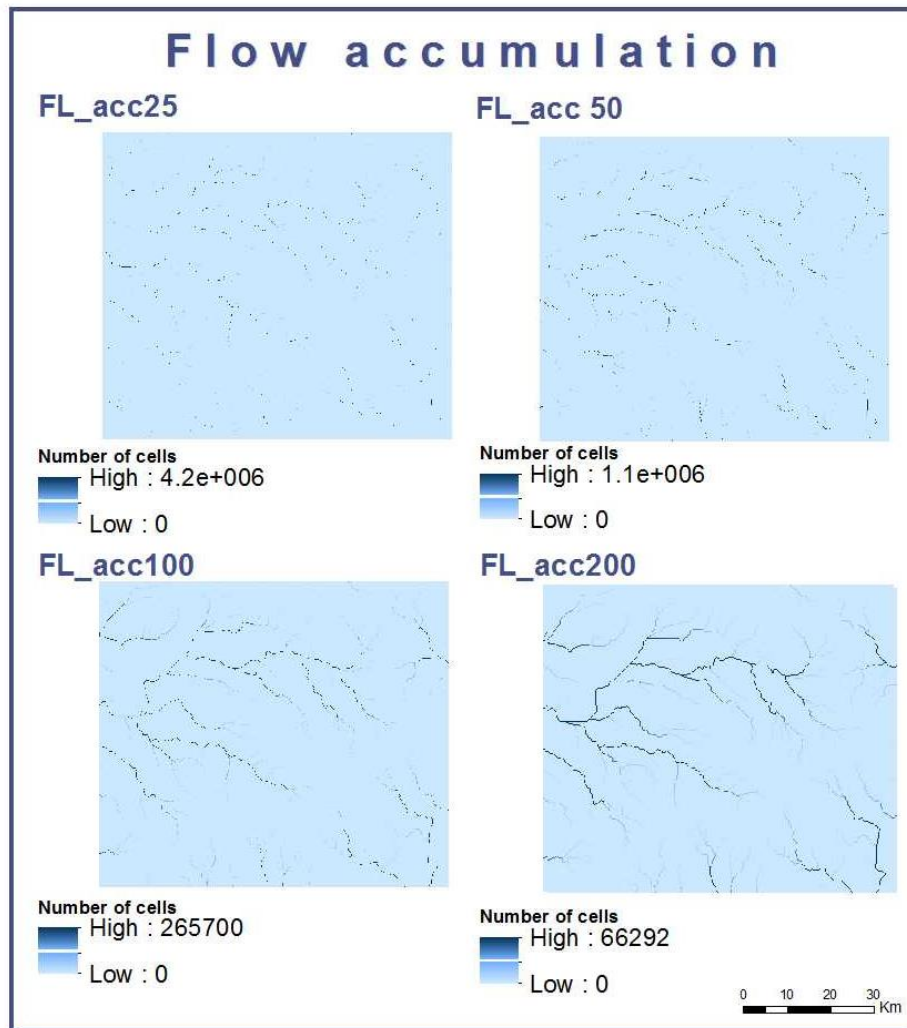 Flow accumulation
FL_acc25
FL_acc 50
Number of cells
High : 4.2e+006
Low : 0
Number of cells
High : 1.1e+006
Low : 0
FL_acc100
FL_acc200
Number of cells
High : 265700
Low : 0
Number of cells
High : 66292
Low : 0
0 10 20 30
Km